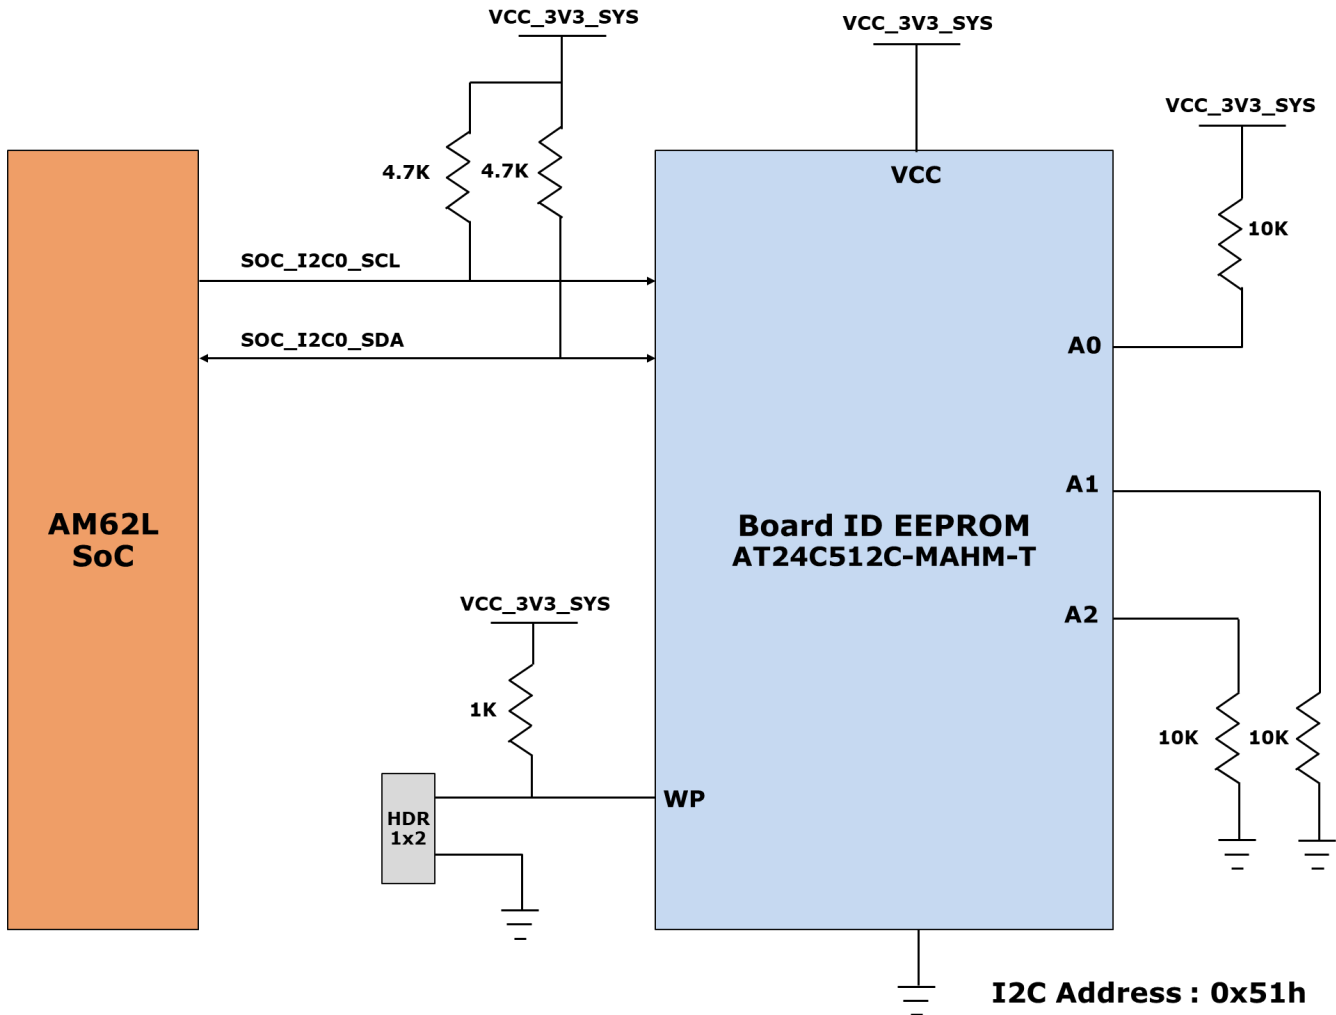 VCC_3V3_SYS
VCC_3V3_SYS
VCC_3V3_SYS
4.7K
4.7K
VCC
10K
SOC_I2C0_SCL
SOC_I2C0_SDA
A0
A1
AM62L
SoC
Board ID EEPROM
AT24C512C-MAHM-T
A2
VCC_3V3_SYS
1K
10K
10K
WP
HDR
1x2
I2C Address : 0x51h